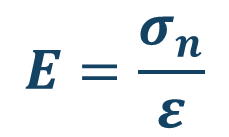 E = σₙ / ε